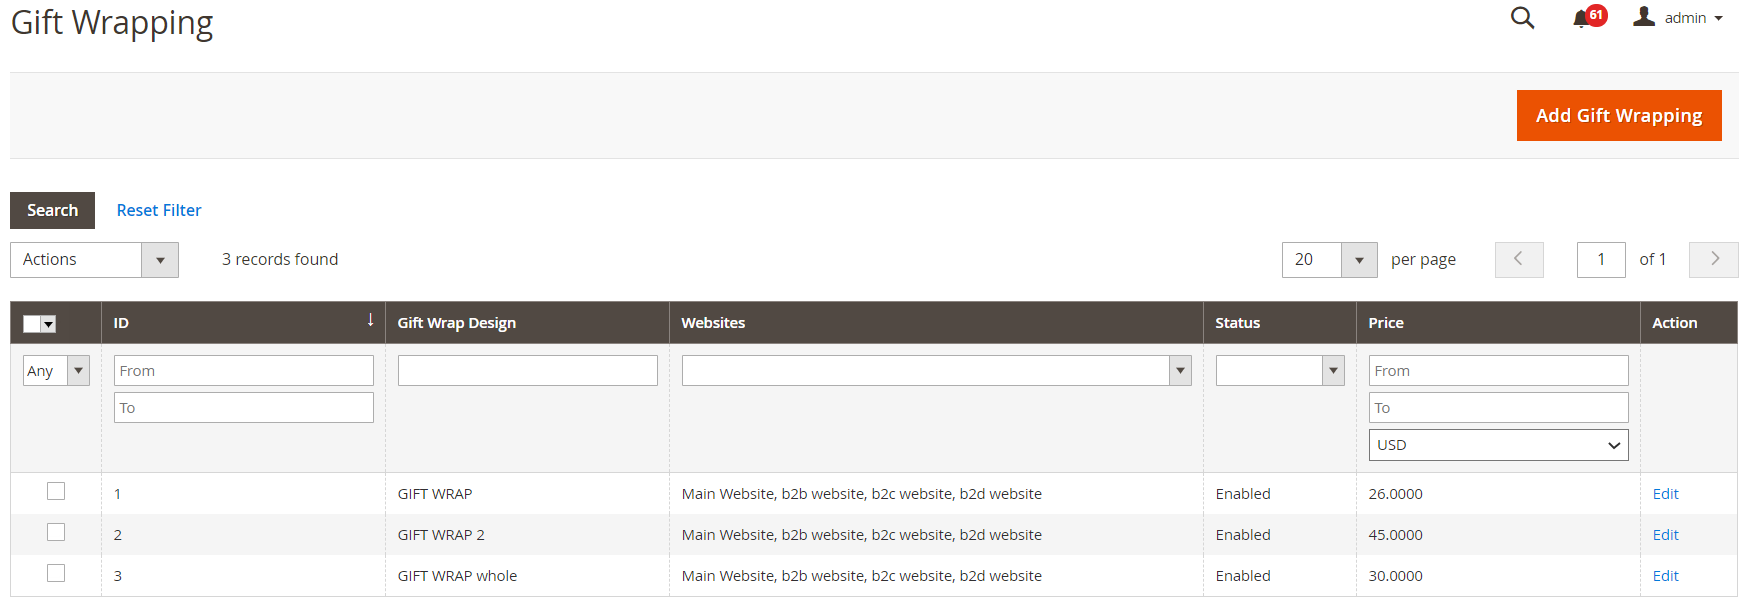 Gift Wrapping
61
admin
Add Gift Wrapping
Search Reset Filter
Actions 3 records found 20 per page 1 of 1
ID Gift Wrap Design Websites Status Price Action
Any From From
To To
USD
1 GIFT WRAP Main Website, b2b website, b2c website, b2d website Enabled 26.0000 Edit
2 GIFT WRAP 2 Main Website, b2b website, b2c website, b2d website Enabled 45.0000 Edit
3 GIFT WRAP whole Main Website, b2b website, b2c website, b2d website Enabled 30.0000 Edit